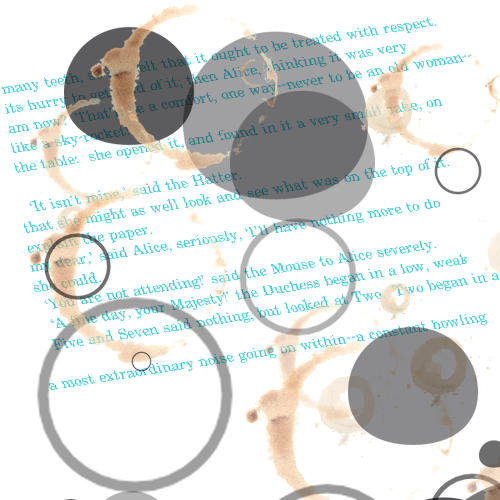 many teeth, felt that it ought to be treated with respect.
its hurry to get of it; then Alice, thinking it was very
am now? 'That's be a comfort, one way--never to be an old woman--
like a sky-rocket
the table: she opened it, and found in it a very small cake, on
'It isn't mine,' said the Hatter.
that she might as well look and see what was on the top of it.
explain the paper.
my dear,' said Alice, seriously, 'I'll have nothing more to do
she could,
'You are not attending!' said the Mouse to Alice severely.
'A fine day, your Majesty!' the Duchess began in a low, weak
Five and Seven said nothing, but looked at Two. Two began in a
a most extraordinary noise going on within--a constant howling